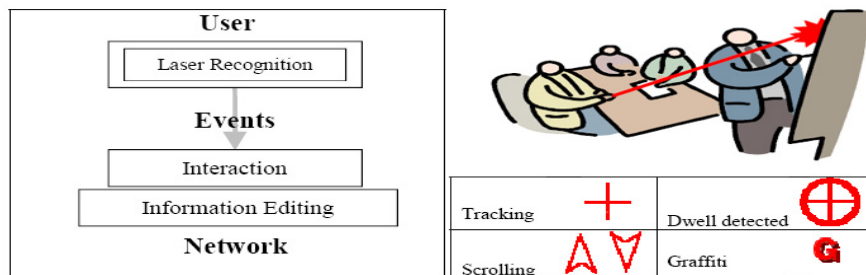 User
Laser Recognition
Events
Interaction
Information Editing
Network
Tracking
Dwell detected
Scrolling
Graffiti
G